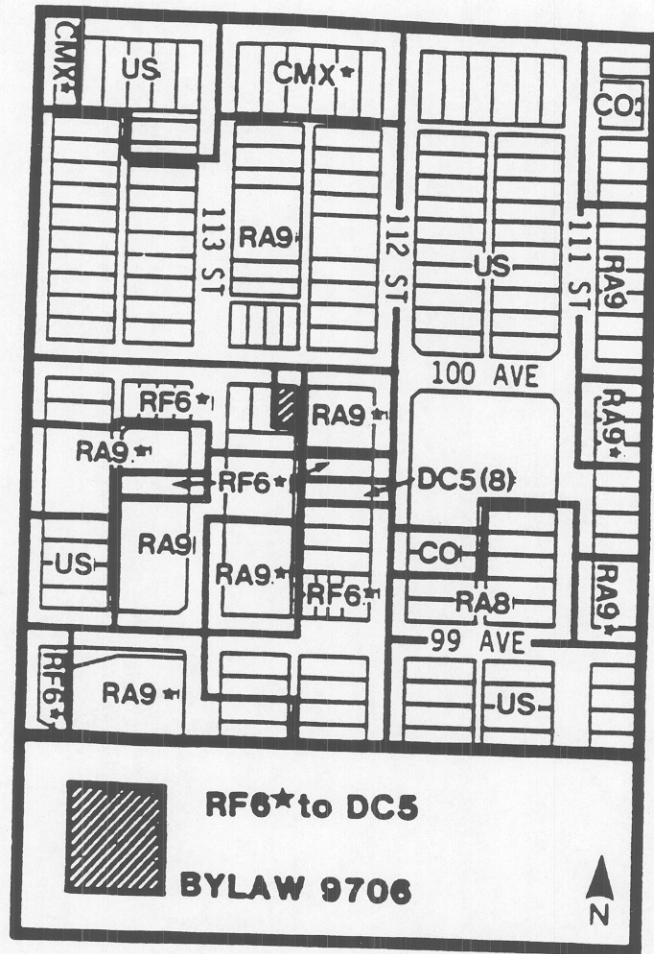 CMX★
US
CMX★
CO
113 ST
RA9
112 ST
US
111 ST
RA9
100 AVE
RF6★
RA9★
RA9★
RA9★
RF6★
DC5(8)
RA9
US
RA9★
CO
RF6★
RA8
RA9★
99 AVE
RF6★
RA9★
US
RF6★ to DC5
BYLAW 9706
N